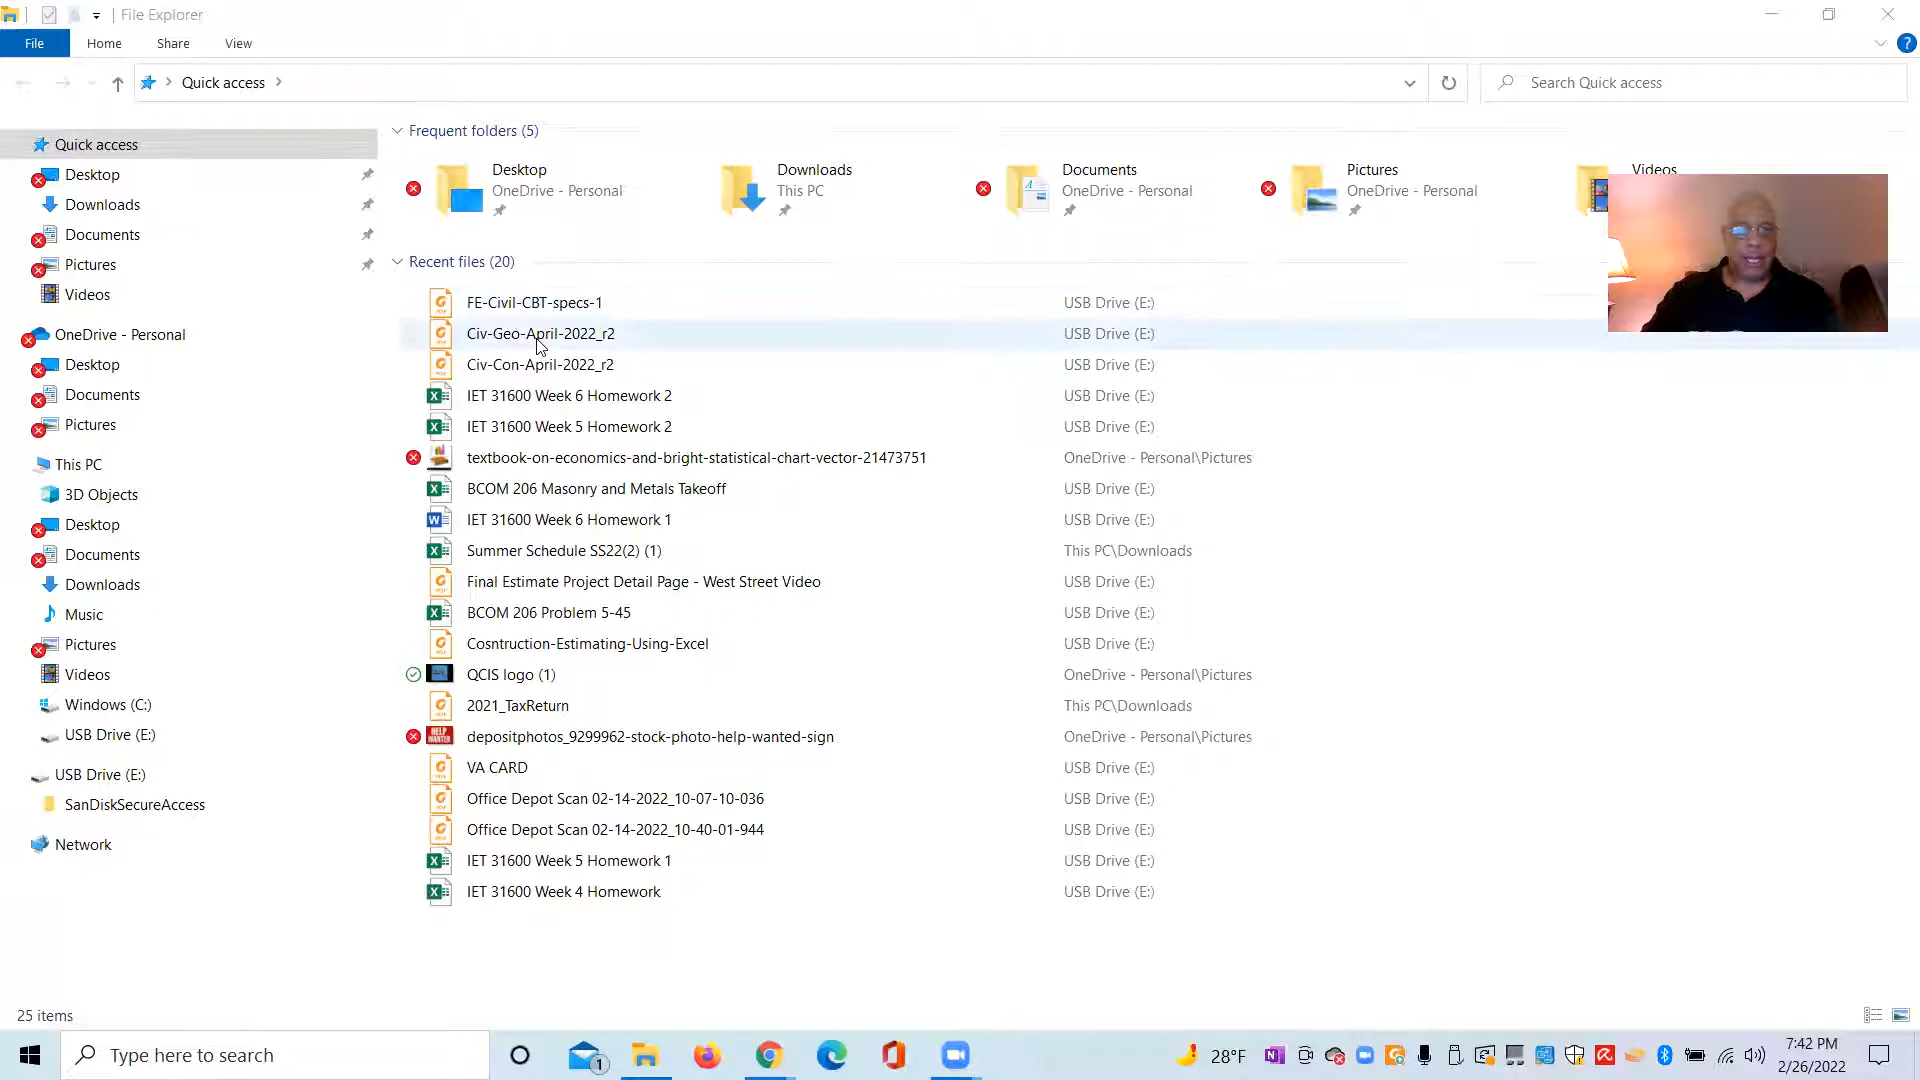 File Explorer
File Home Share View
Quick access
Search Quick access
Quick access
Desktop
Downloads
Documents
Pictures
Videos
OneDrive - Personal
Desktop
Documents
Pictures
This PC
3D Objects
Desktop
Documents
Downloads
Music
Pictures
Videos
Windows (C:)
USB Drive (E:)
USB Drive (E:)
SanDiskSecureAccess
Network
Frequent folders (5)
Desktop
OneDrive - Personal
Downloads
This PC
Documents
OneDrive - Personal
Pictures
OneDrive - Personal
Videos
Recent files (20)
FE-Civil-CBT-specs-1 USB Drive (E:)
Civ-Geo-April-2022_r2 USB Drive (E:)
Civ-Con-April-2022_r2 USB Drive (E:)
IET 31600 Week 6 Homework 2 USB Drive (E:)
IET 31600 Week 5 Homework 2 USB Drive (E:)
textbook-on-economics-and-bright-statistical-chart-vector-21473751 OneDrive - Personal\Pictures
BCOM 206 Masonry and Metals Takeoff USB Drive (E:)
IET 31600 Week 6 Homework 1 USB Drive (E:)
Summer Schedule SS22(2) (1) This PC\Downloads
Final Estimate Project Detail Page - West Street Video USB Drive (E:)
BCOM 206 Problem 5-45 USB Drive (E:)
Cosntruction-Estimating-Using-Excel USB Drive (E:)
QCIS logo (1) OneDrive - Personal\Pictures
2021_TaxReturn This PC\Downloads
HELP WANTED depositphotos_9299962-stock-photo-help-wanted-sign OneDrive - Personal\Pictures
VA CARD USB Drive (E:)
Office Depot Scan 02-14-2022_10-07-10-036 USB Drive (E:)
Office Depot Scan 02-14-2022_10-40-01-944 USB Drive (E:)
IET 31600 Week 5 Homework 1 USB Drive (E:)
IET 31600 Week 4 Homework USB Drive (E:)
25 items
Type here to search
1
28°F
7:42 PM
2/26/2022